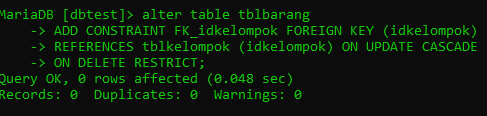 MariaDB [dbtest]> alter table tblbarang
    -> ADD CONSTRAINT FK_idkelompok FOREIGN KEY (idkelompok)
    -> REFERENCES tblkelompok (idkelompok) ON UPDATE CASCADE
    -> ON DELETE RESTRICT;
Query OK, 0 rows affected (0.048 sec)
Records: 0  Duplicates: 0  Warnings: 0